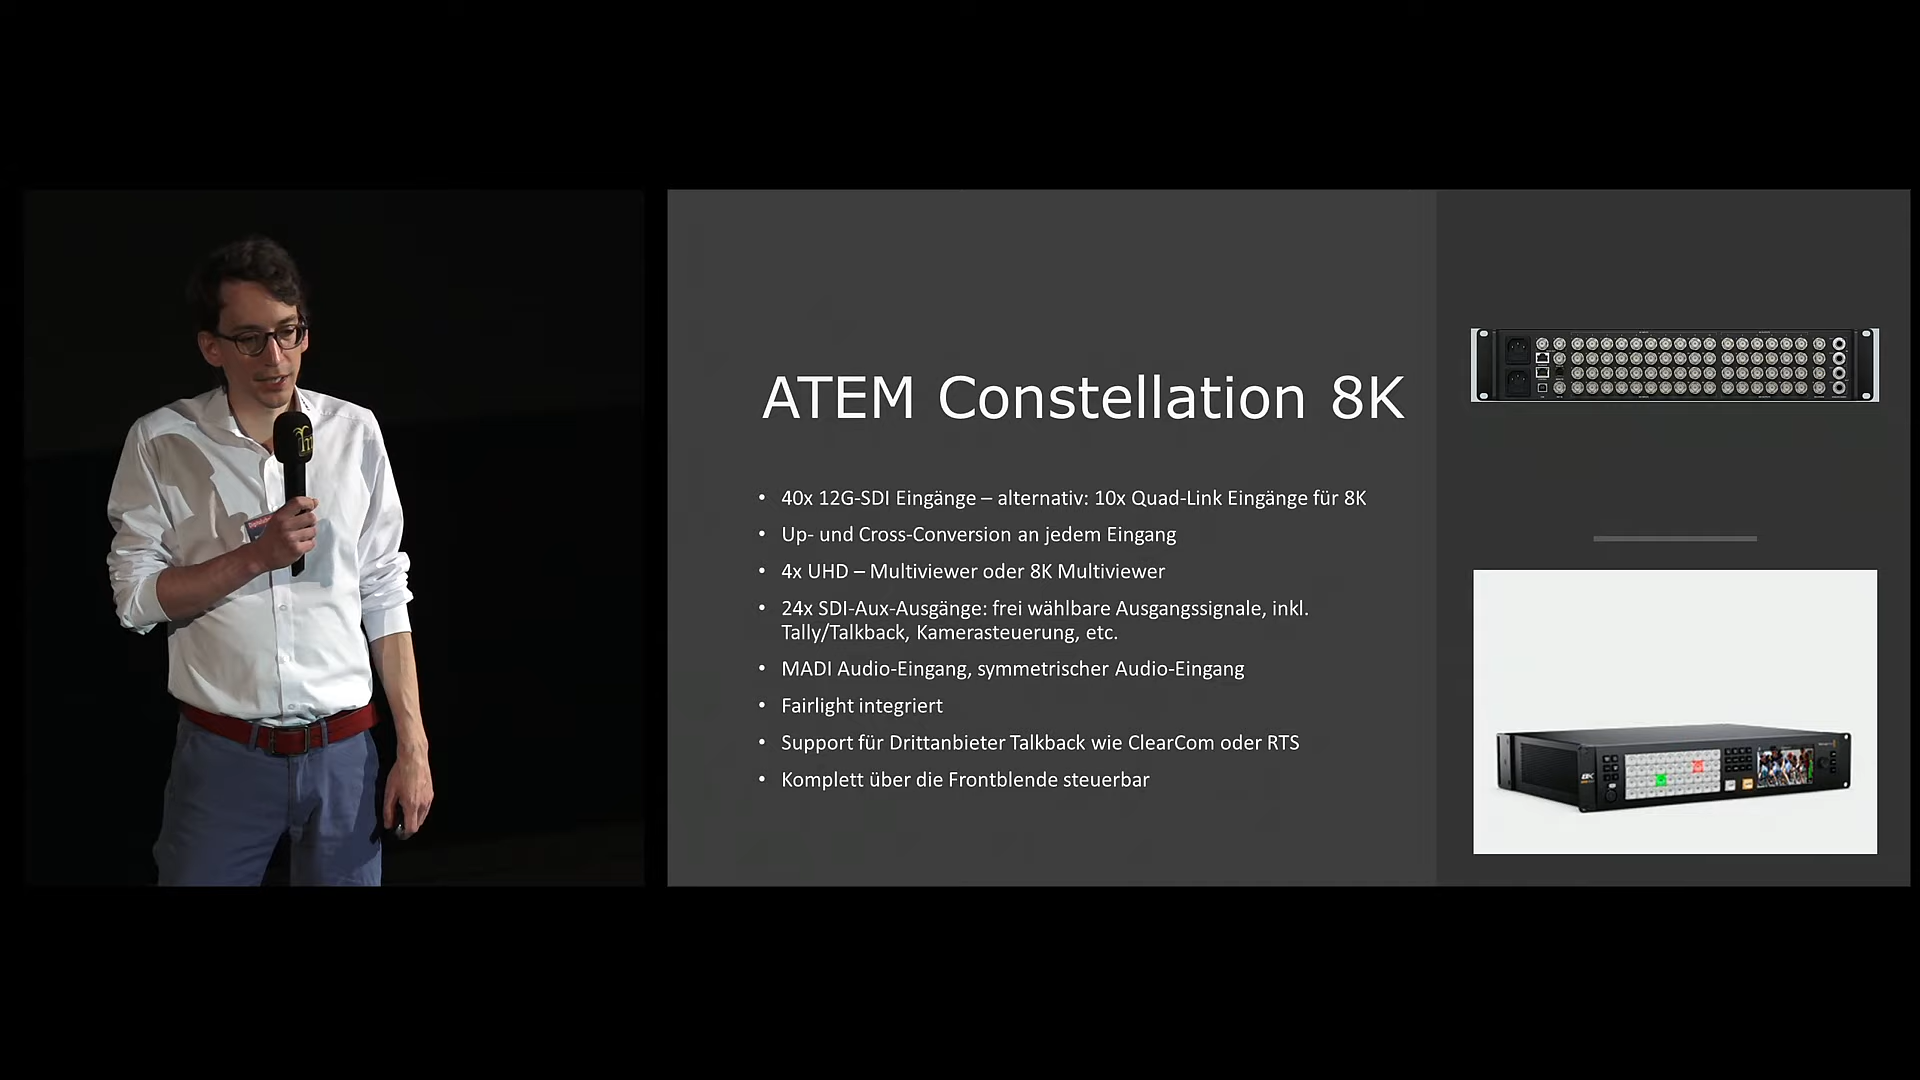 ATEM Constellation 8K
• 40x 12G-SDI Eingänge – alternativ: 10x Quad-Link Eingänge für 8K
• Up- und Cross-Conversion an jedem Eingang
• 4x UHD – Multiviewer oder 8K Multiviewer
• 24x SDI-Aux-Ausgänge: frei wählbare Ausgangssignale, inkl.
Tally/Talkback, Kamerasteuerung, etc.
• MADI Audio-Eingang, symmetrischer Audio-Eingang
• Fairlight integriert
• Support für Drittanbieter Talkback wie ClearCom oder RTS
• Komplett über die Frontblende steuerbar
8K